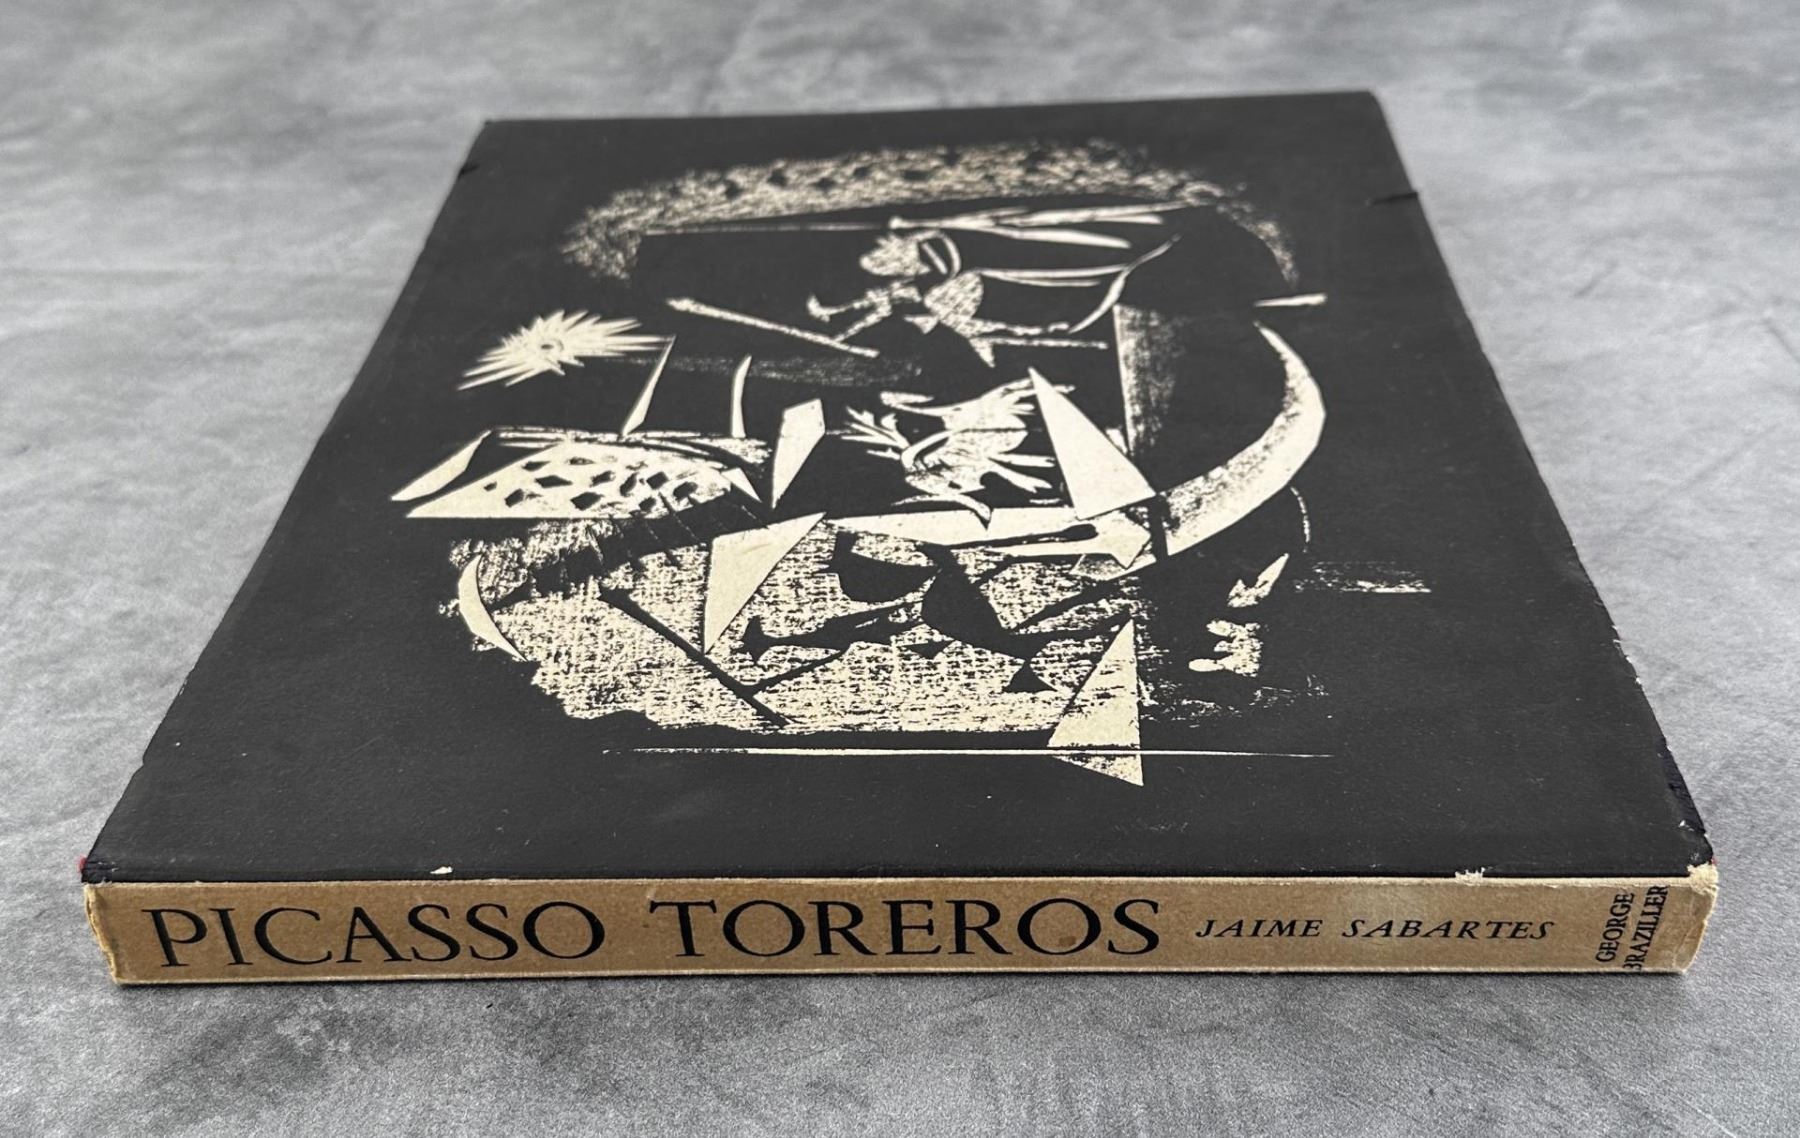 PICASSO TOREROS JAIME SABARTES
GEORGE
BRAZILLER